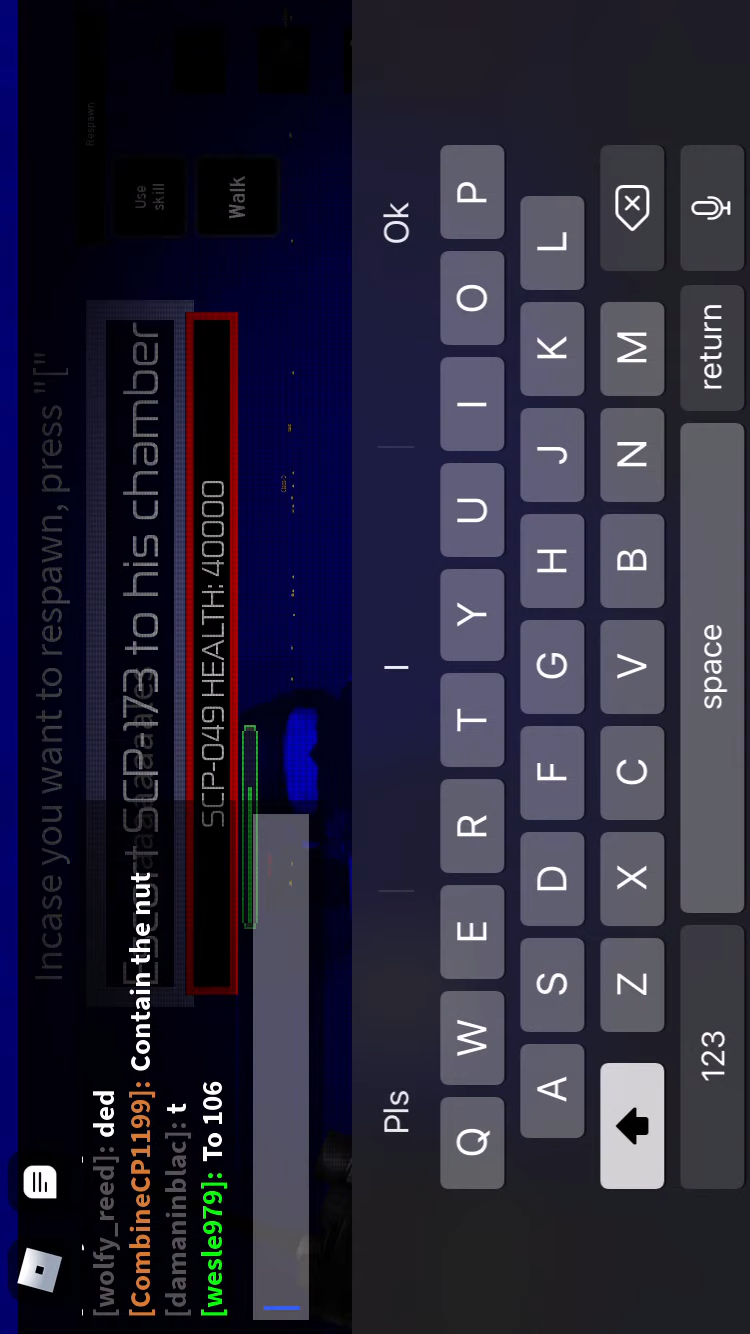 Incase you want to respawn, press "["
Respawn
Use
skill
Walk
Escort SCP-173 to his chamber
SCP-049 HEALTH: 40000
[wolfy_reed]: ded
[CombineCP1199]: Contain the nut
[damaninblac]: t
[wesle979]: To 106
Pls
I
Ok
Q W E R T Y U I O P
A S D F G H J K L
Z X C V B N M
123 space return